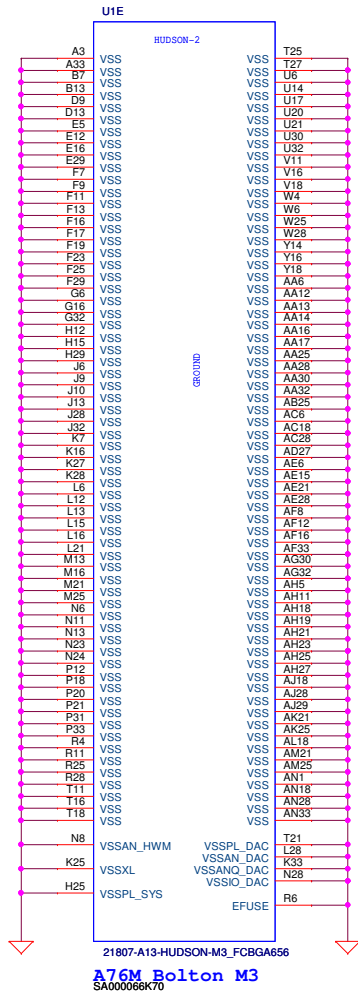 U1E
HUDSON-2
A3 VSS VSS T25
A33 VSS VSS T27
B7 VSS VSS U6
B13 VSS VSS U14
D9 VSS VSS U17
D13 VSS VSS U20
E5 VSS VSS U21
E12 VSS VSS U30
E16 VSS VSS U32
E29 VSS VSS V11
F7 VSS VSS V16
F9 VSS VSS V18
F11 VSS VSS W4
F13 VSS VSS W6
F16 VSS VSS W25
F17 VSS VSS W28
F19 VSS VSS Y14
F23 VSS VSS Y16
F25 VSS VSS Y18
F29 VSS VSS AA6
G6 VSS VSS AA12
G16 VSS VSS AA13
G32 VSS VSS AA14
H12 VSS VSS AA16
H15 VSS VSS AA17
H29 VSS VSS AA25
J6 VSS VSS AA28
J9 VSS VSS AA30
J10 VSS VSS AA32
J13 VSS VSS AB25
J28 VSS VSS AC6
J32 VSS VSS AC18
K7 VSS VSS AC28
K16 VSS VSS AD27
K27 VSS VSS AE6
K28 VSS VSS AE15
L6 VSS VSS AE21
L12 VSS VSS AE28
L13 VSS VSS AF8
L15 VSS VSS AF12
L16 VSS VSS AF16
L21 VSS VSS AF33
M13 VSS VSS AG30
M16 VSS VSS AG32
M21 VSS VSS AH5
M25 VSS VSS AH11
N6 VSS VSS AH18
N11 VSS VSS AH19
N13 VSS VSS AH21
N23 VSS VSS AH23
N24 VSS VSS AH25
P12 VSS VSS AH27
P18 VSS VSS AJ18
P20 VSS VSS AJ28
P21 VSS VSS AJ29
P31 VSS VSS AK21
P33 VSS VSS AK25
R4 VSS VSS AL18
R11 VSS VSS AM21
R25 VSS VSS AM25
R28 VSS VSS AN1
T11 VSS VSS AN18
T16 VSS VSS AN28
T18 VSS VSS AN33
GROUND
N8 VSSAN_HWM VSSPL_DAC T21
VSSAN_DAC L28
K25 VSSXL VSSANQ_DAC K33
VSSIO_DAC N28
H25 VSSPL_SYS
EFUSE R6
21807-A13-HUDSON-M3_FCBGA656
A76M Bolton M3
SA000066K70